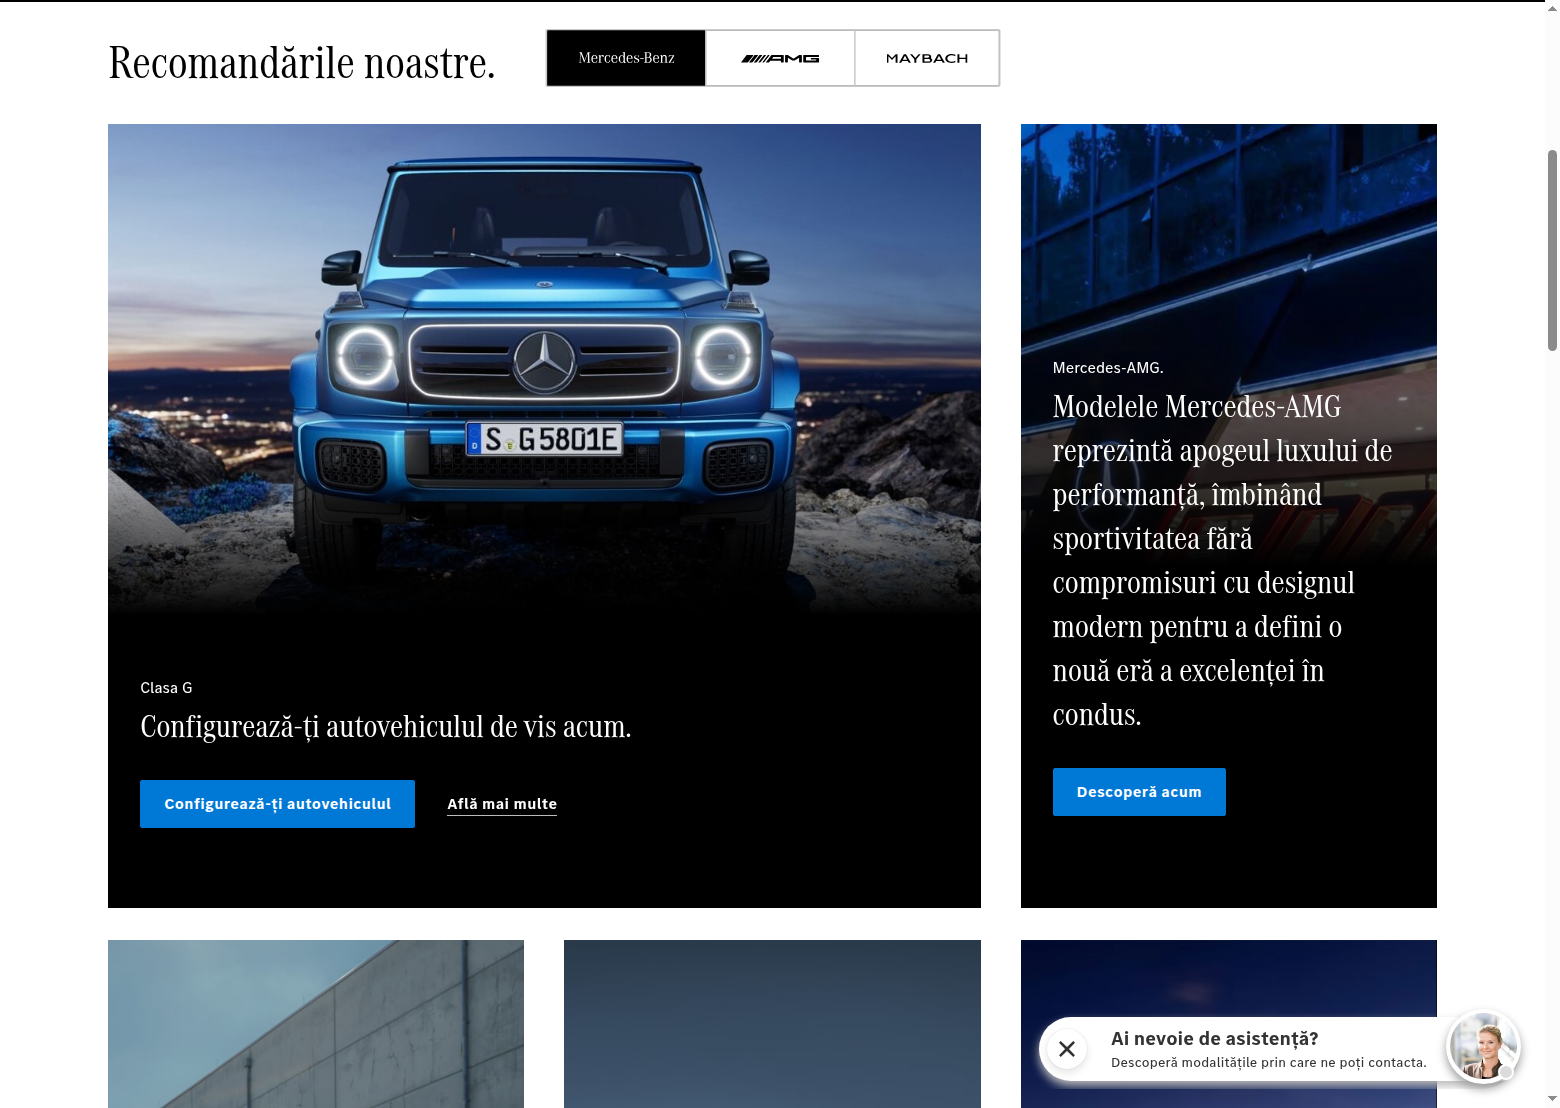 Recomandările noastre.
Mercedes-Benz
AMG
MAYBACH
S G 5801E
D
Clasa G
Configurează-ți autovehiculul de vis acum.
Configurează-ți autovehiculul
Află mai multe
Mercedes-AMG.
Modelele Mercedes-AMG
reprezintă apogeul luxului de
performanță, îmbinând
sportivitatea fără
compromisuri cu designul
modern pentru a defini o
nouă eră a excelenței în
condus.
Descoperă acum
Ai nevoie de asistență?
Descoperă modalitățile prin care ne poți contacta.